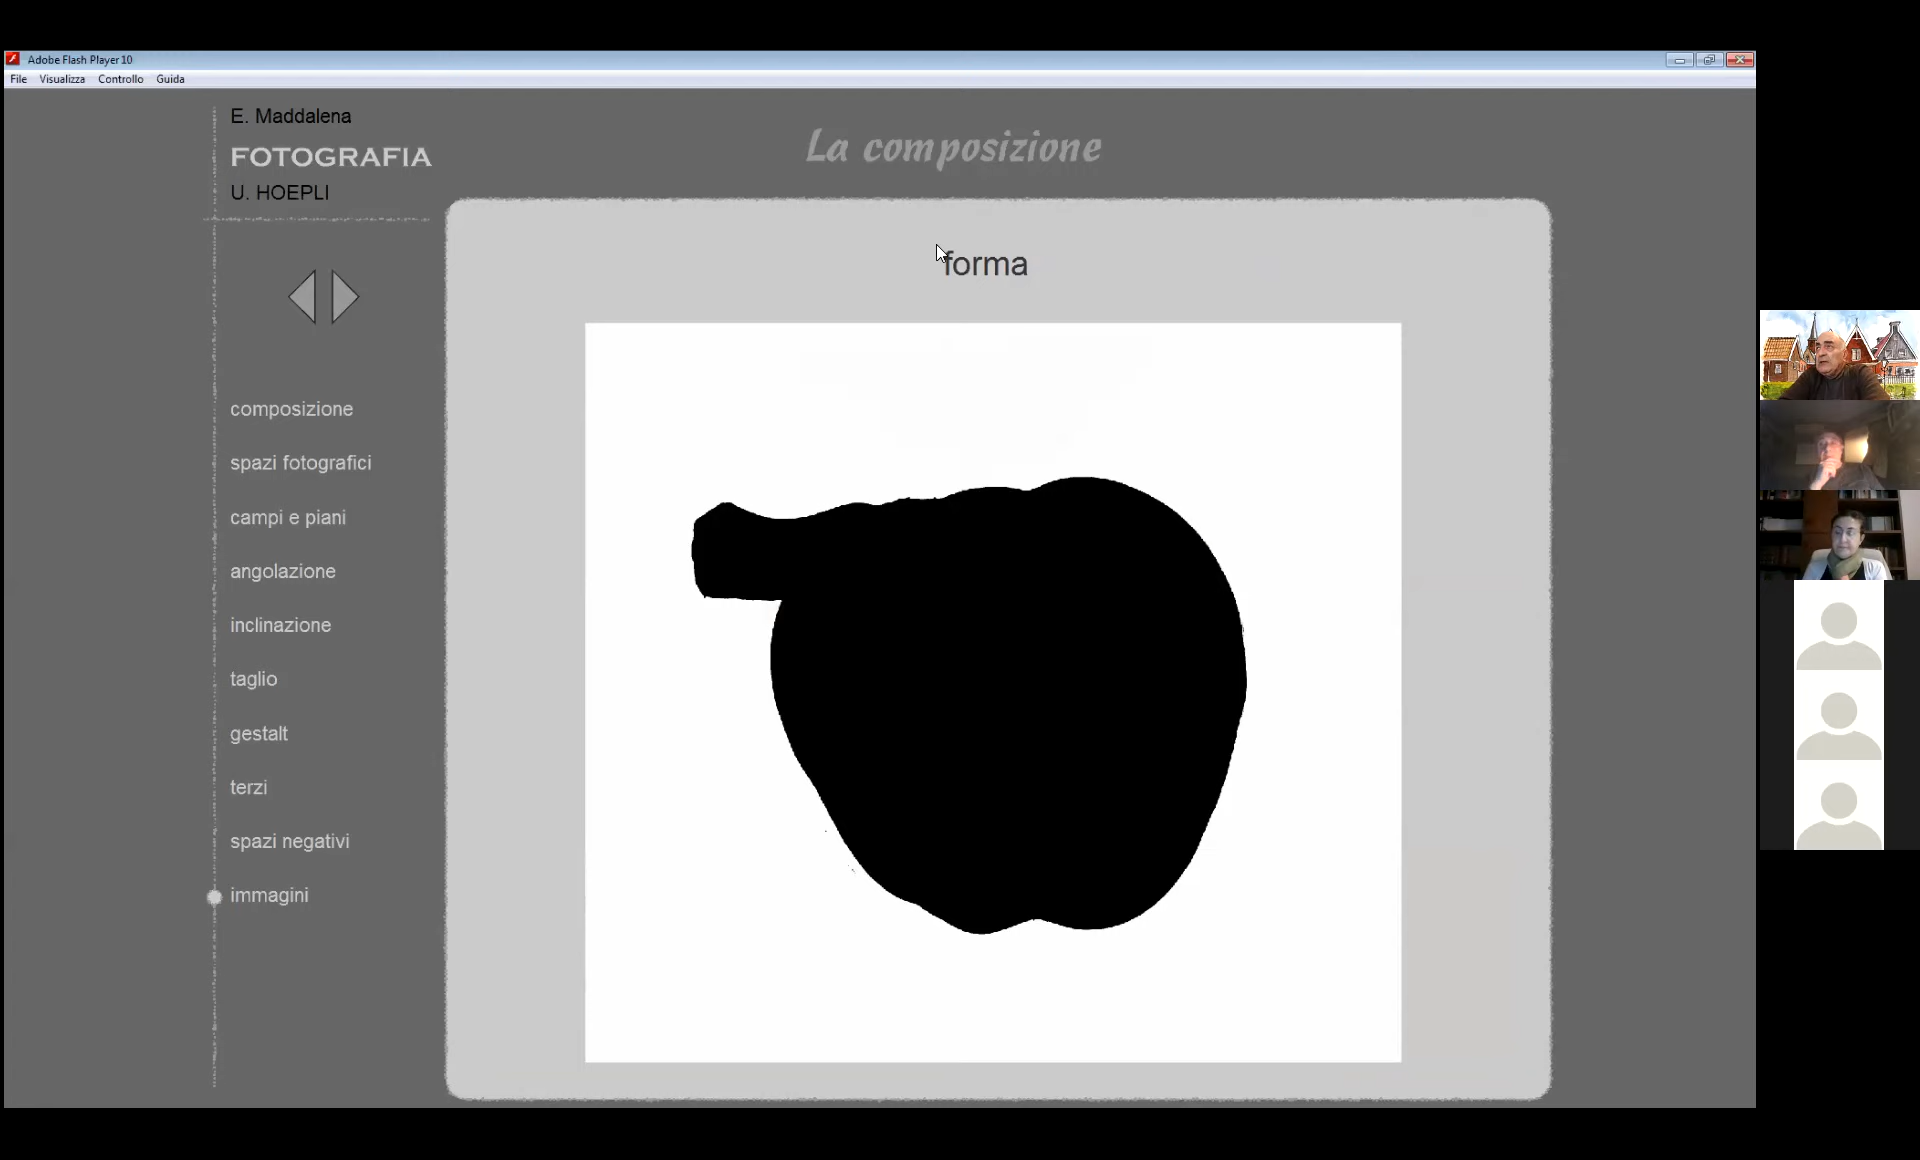 Adobe Flash Player 10
File Visualizza Controllo Guida
E. Maddalena
FOTOGRAFIA
U. HOEPLI
La composizione
forma
composizione
spazi fotografici
campi e piani
angolazione
inclinazione
taglio
gestalt
terzi
spazi negativi
immagini